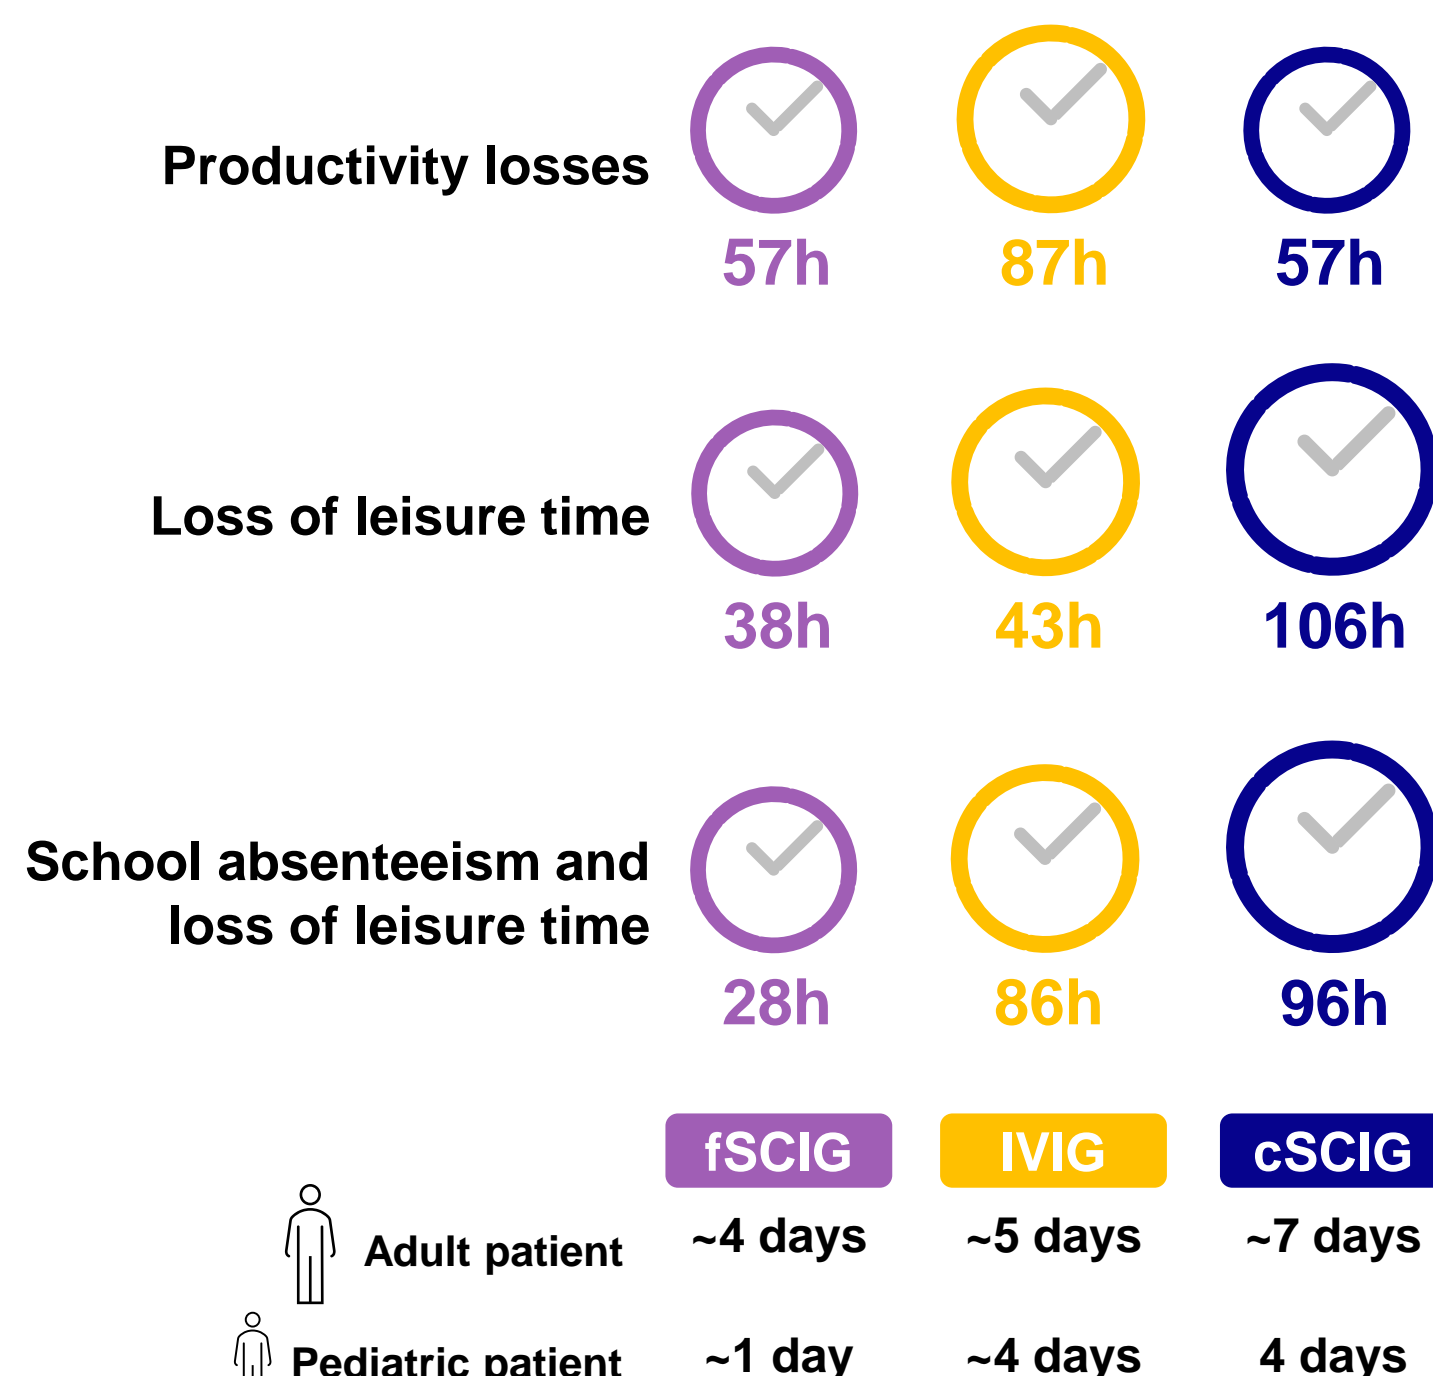 Productivity losses
57h
87h
57h
Loss of leisure time
38h
43h
106h
School absenteeism and
loss of leisure time
28h
86h
96h
fSCIG
IVIG
cSCIG
Adult patient
~4 days
~5 days
~7 days
Pediatric patient
~1 day
~4 days
4 days